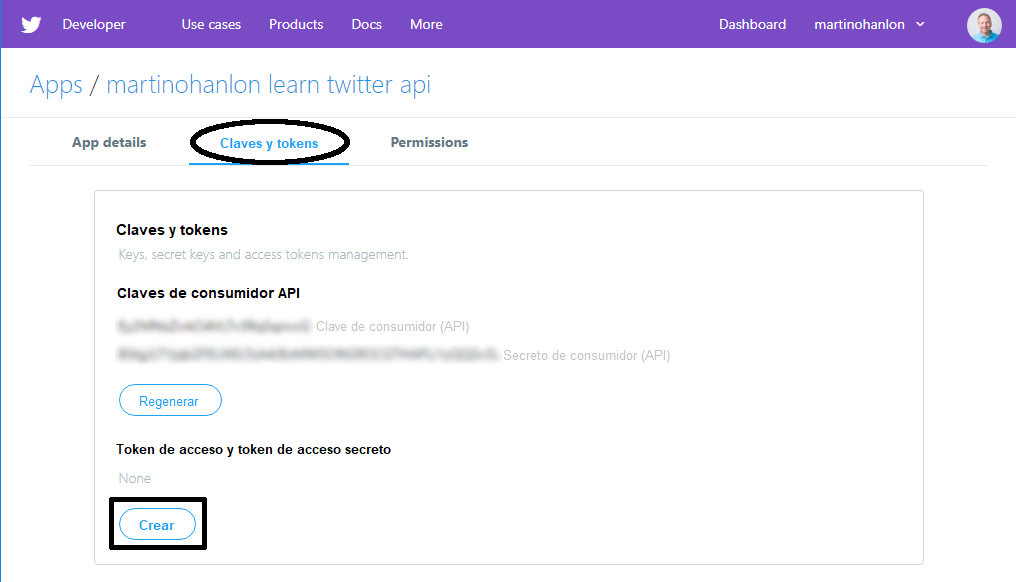 Developer Use cases Products Docs More Dashboard martinohanlon
Apps / martinohanlon learn twitter api
App details Claves y tokens Permissions
Claves y tokens
Keys, secret keys and access tokens management.
Claves de consumidor API
Clave de consumidor (API)
Secreto de consumidor (API)
Regenerar
Token de acceso y token de acceso secreto
None
Crear